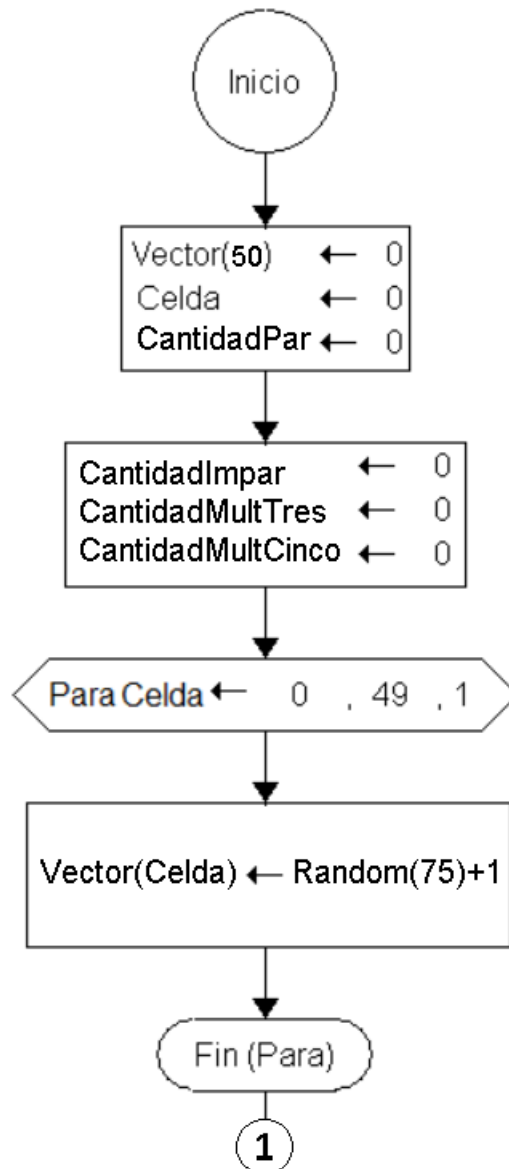 Inicio
Vector(50) ← 0
Celda ← 0
CantidadPar ← 0
CantidadImpar ← 0
CantidadMultTres ← 0
CantidadMultCinco ← 0
Para Celda ← 0 , 49 , 1
Vector(Celda) ← Random(75)+1
Fin (Para)
1